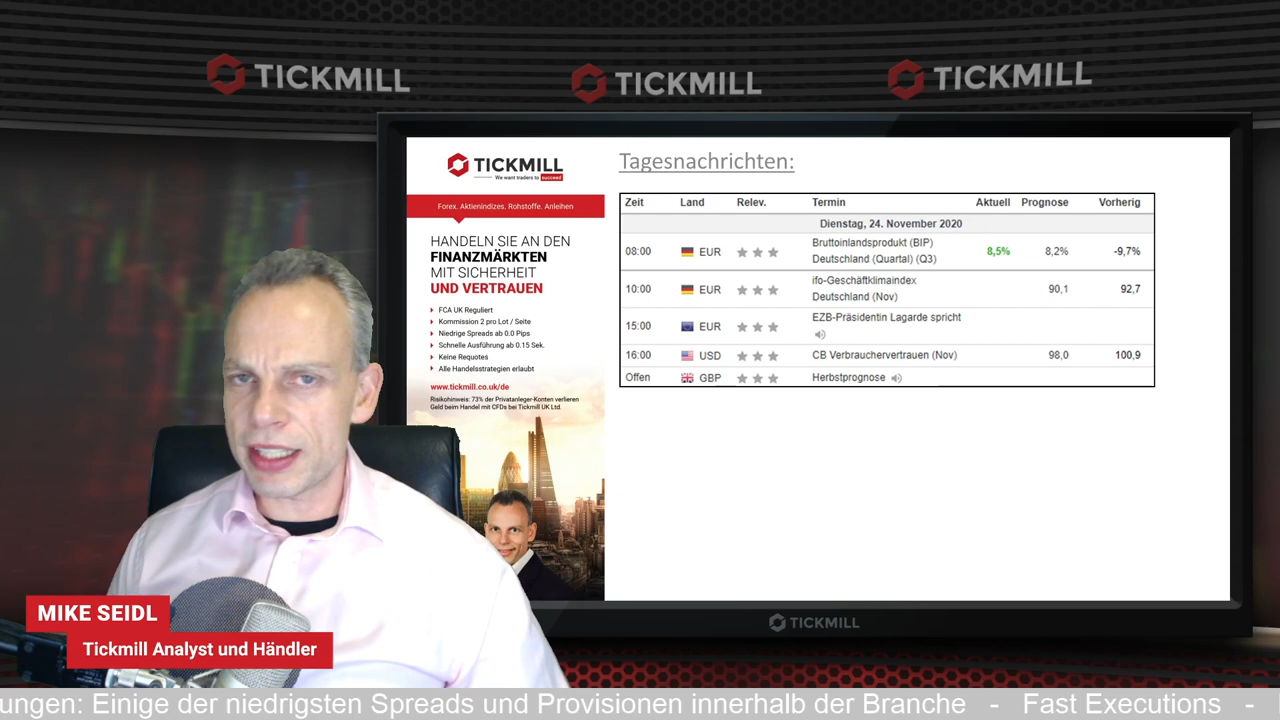 TICKMILL
TICKMILL
TICKMILL
TICKMILL
We want traders to succeed
Forex. Aktienindizes. Rohstoffe. Anleihen
HANDELN SIE AN DEN
FINANZMÄRKTEN
MIT SICHERHEIT
UND VERTRAUEN
FCA UK Reguliert
Kommission 2 pro Lot / Seite
Niedrige Spreads ab 0.0 Pips
Schnelle Ausführung ab 0.15 Sek.
Keine Requotes
Alle Handelsstrategien erlaubt
www.tickmill.co.uk/de
Risikohinweis: 73% der Privatanleger-Konten verlieren
Geld beim Handel mit CFDs bei Tickmill UK Ltd.
Tagesnachrichten:
Zeit Land Relev. Termin Aktuell Prognose Vorherig
Dienstag, 24. November 2020
08:00 EUR Bruttoinlandsprodukt (BIP) Deutschland (Quartal) (Q3) 8,5% 8,2% -9,7%
10:00 EUR ifo-Geschäftklimaindex Deutschland (Nov) 90,1 92,7
15:00 EUR EZB-Präsidentin Lagarde spricht
16:00 USD CB Verbrauchervertrauen (Nov) 98,0 100,9
Offen GBP Herbstprognose
TICKMILL
MIKE SEIDL
Tickmill Analyst und Händler
ungen: Einige der niedrigsten Spreads und Provisionen innerhalb der Branche - Fast Executions -